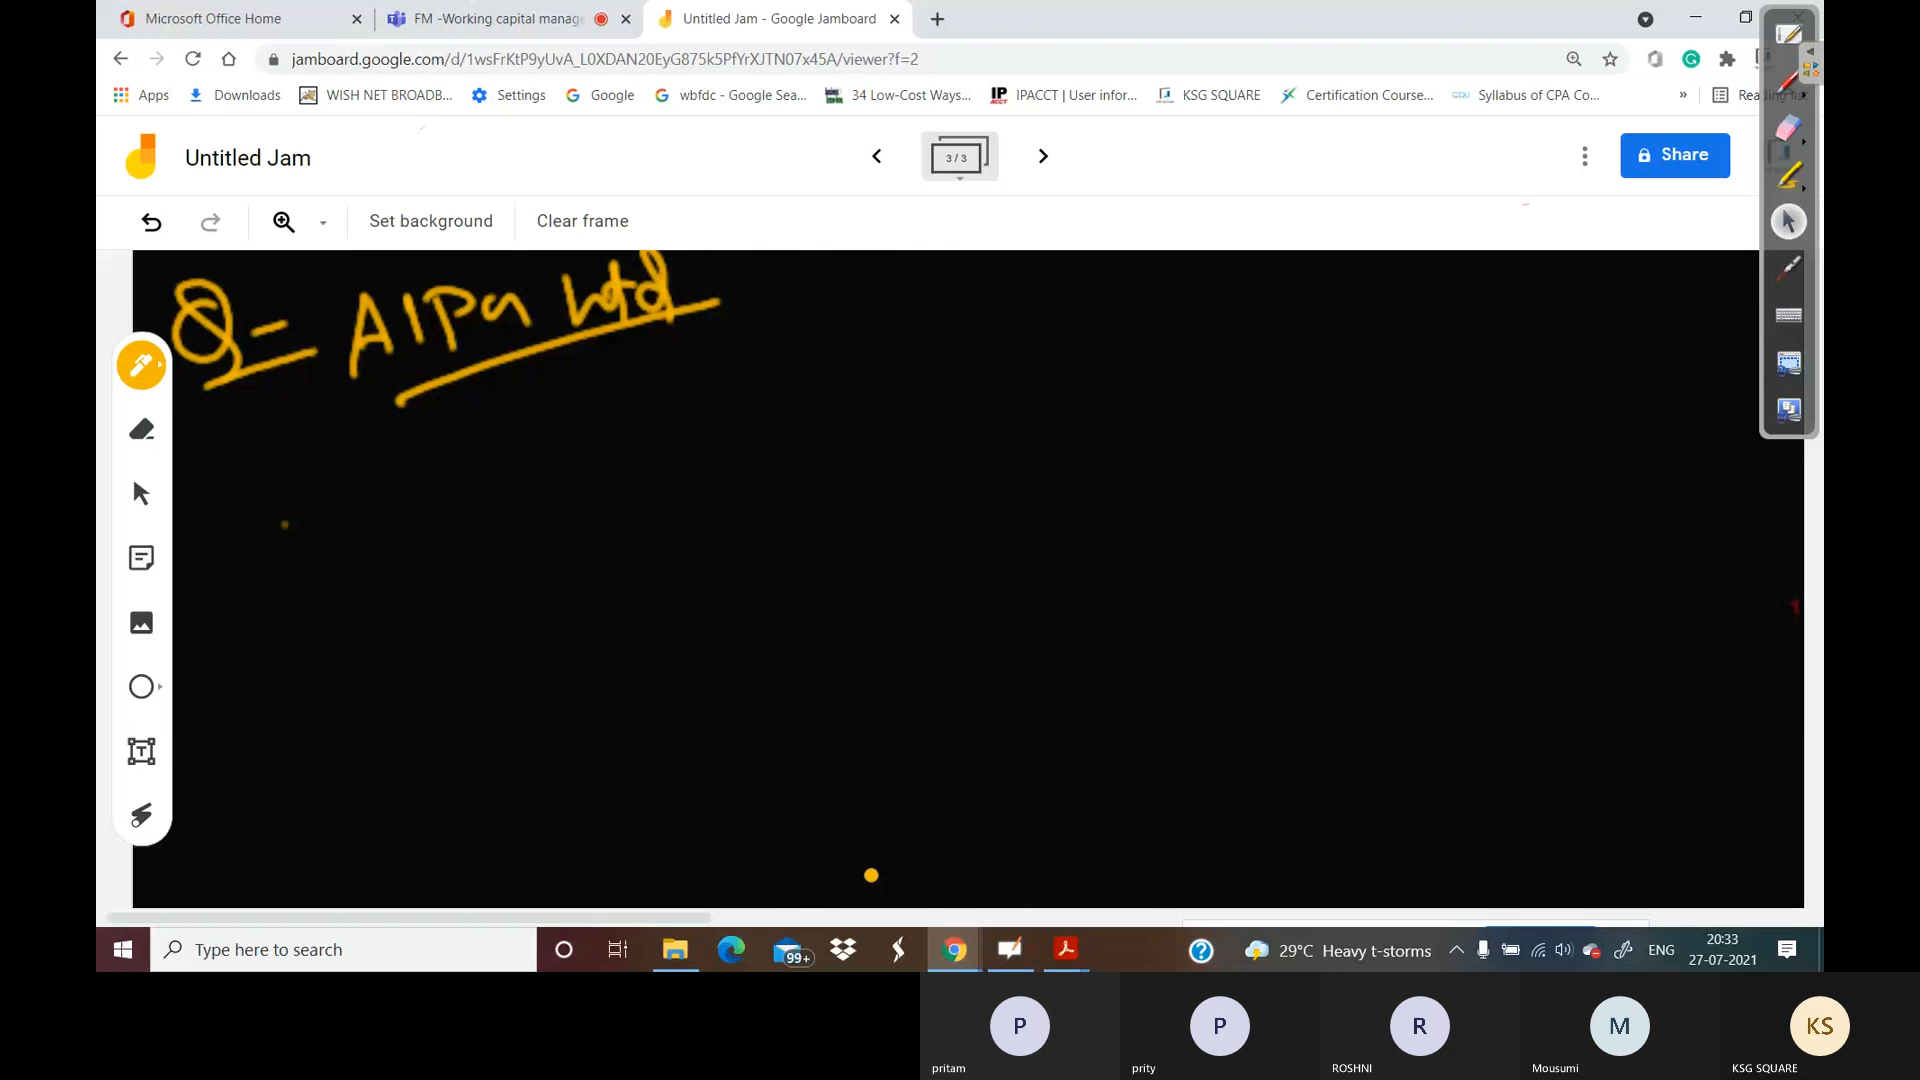 Microsoft Office Home
FM -Working capital manage
Untitled Jam - Google Jamboard
jamboard.google.com/d/1wsFrKtP9yUvA_L0XDAN20EyG875k5PfYrXJTN07x45A/viewer?f=2
Apps Downloads WISH NET BROADB... Settings Google wbfdc - Google Sea... 34 Low-Cost Ways... IPACCT | User infor... KSG SQUARE Certification Course... Syllabus of CPA Co... »
Untitled Jam
3 / 3
Share
Set background
Clear frame
Q= AlPa Ltd
Type here to search
99+
29°C Heavy t-storms
ENG
20:33
27-07-2021
P P R M KS
pritam prity ROSHNI Mousumi KSG SQUARE